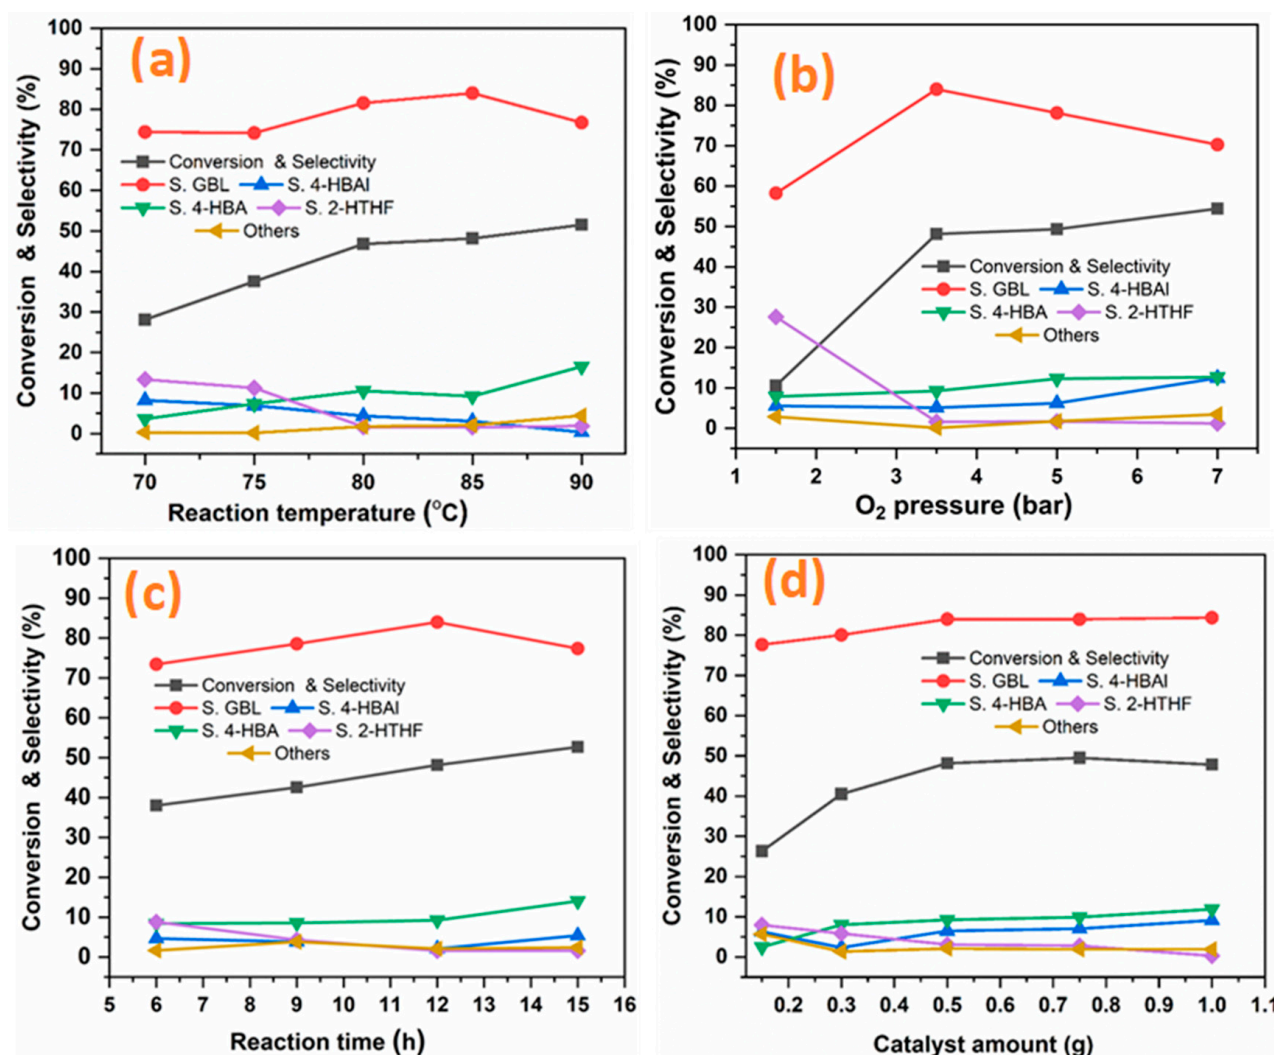 (a)
Conversion & Selectivity (%)
100
90
80
70
60
50
40
30
20
10
0
Conversion & Selectivity
S. GBL S. 4-HBAl
S. 4-HBA S. 2-HTHF
Others
70 75 80 85 90
Reaction temperature (°C)
(b)
Conversion & Selectivity (%)
100
90
80
70
60
50
40
30
20
10
0
Conversion & Selectivity
S. GBL S. 4-HBAl
S. 4-HBA S. 2-HTHF
Others
1 2 3 4 5 6 7
O₂ pressure (bar)
(c)
Conversion & Selectivity (%)
100
90
80
70
60
50
40
30
20
10
0
Conversion & Selectivity
S. GBL S. 4-HBAl
S. 4-HBA S. 2-HTHF
Others
5 6 7 8 9 10 11 12 13 14 15 16
Reaction time (h)
(d)
Conversion & Selectivity (%)
100
90
80
70
60
50
40
30
20
10
0
Conversion & Selectivity
S. GBL S. 4-HBAl
S. 4-HBA S. 2-HTHF
Others
0.2 0.3 0.4 0.5 0.6 0.7 0.8 0.9 1.0 1.1
Catalyst amount (g)